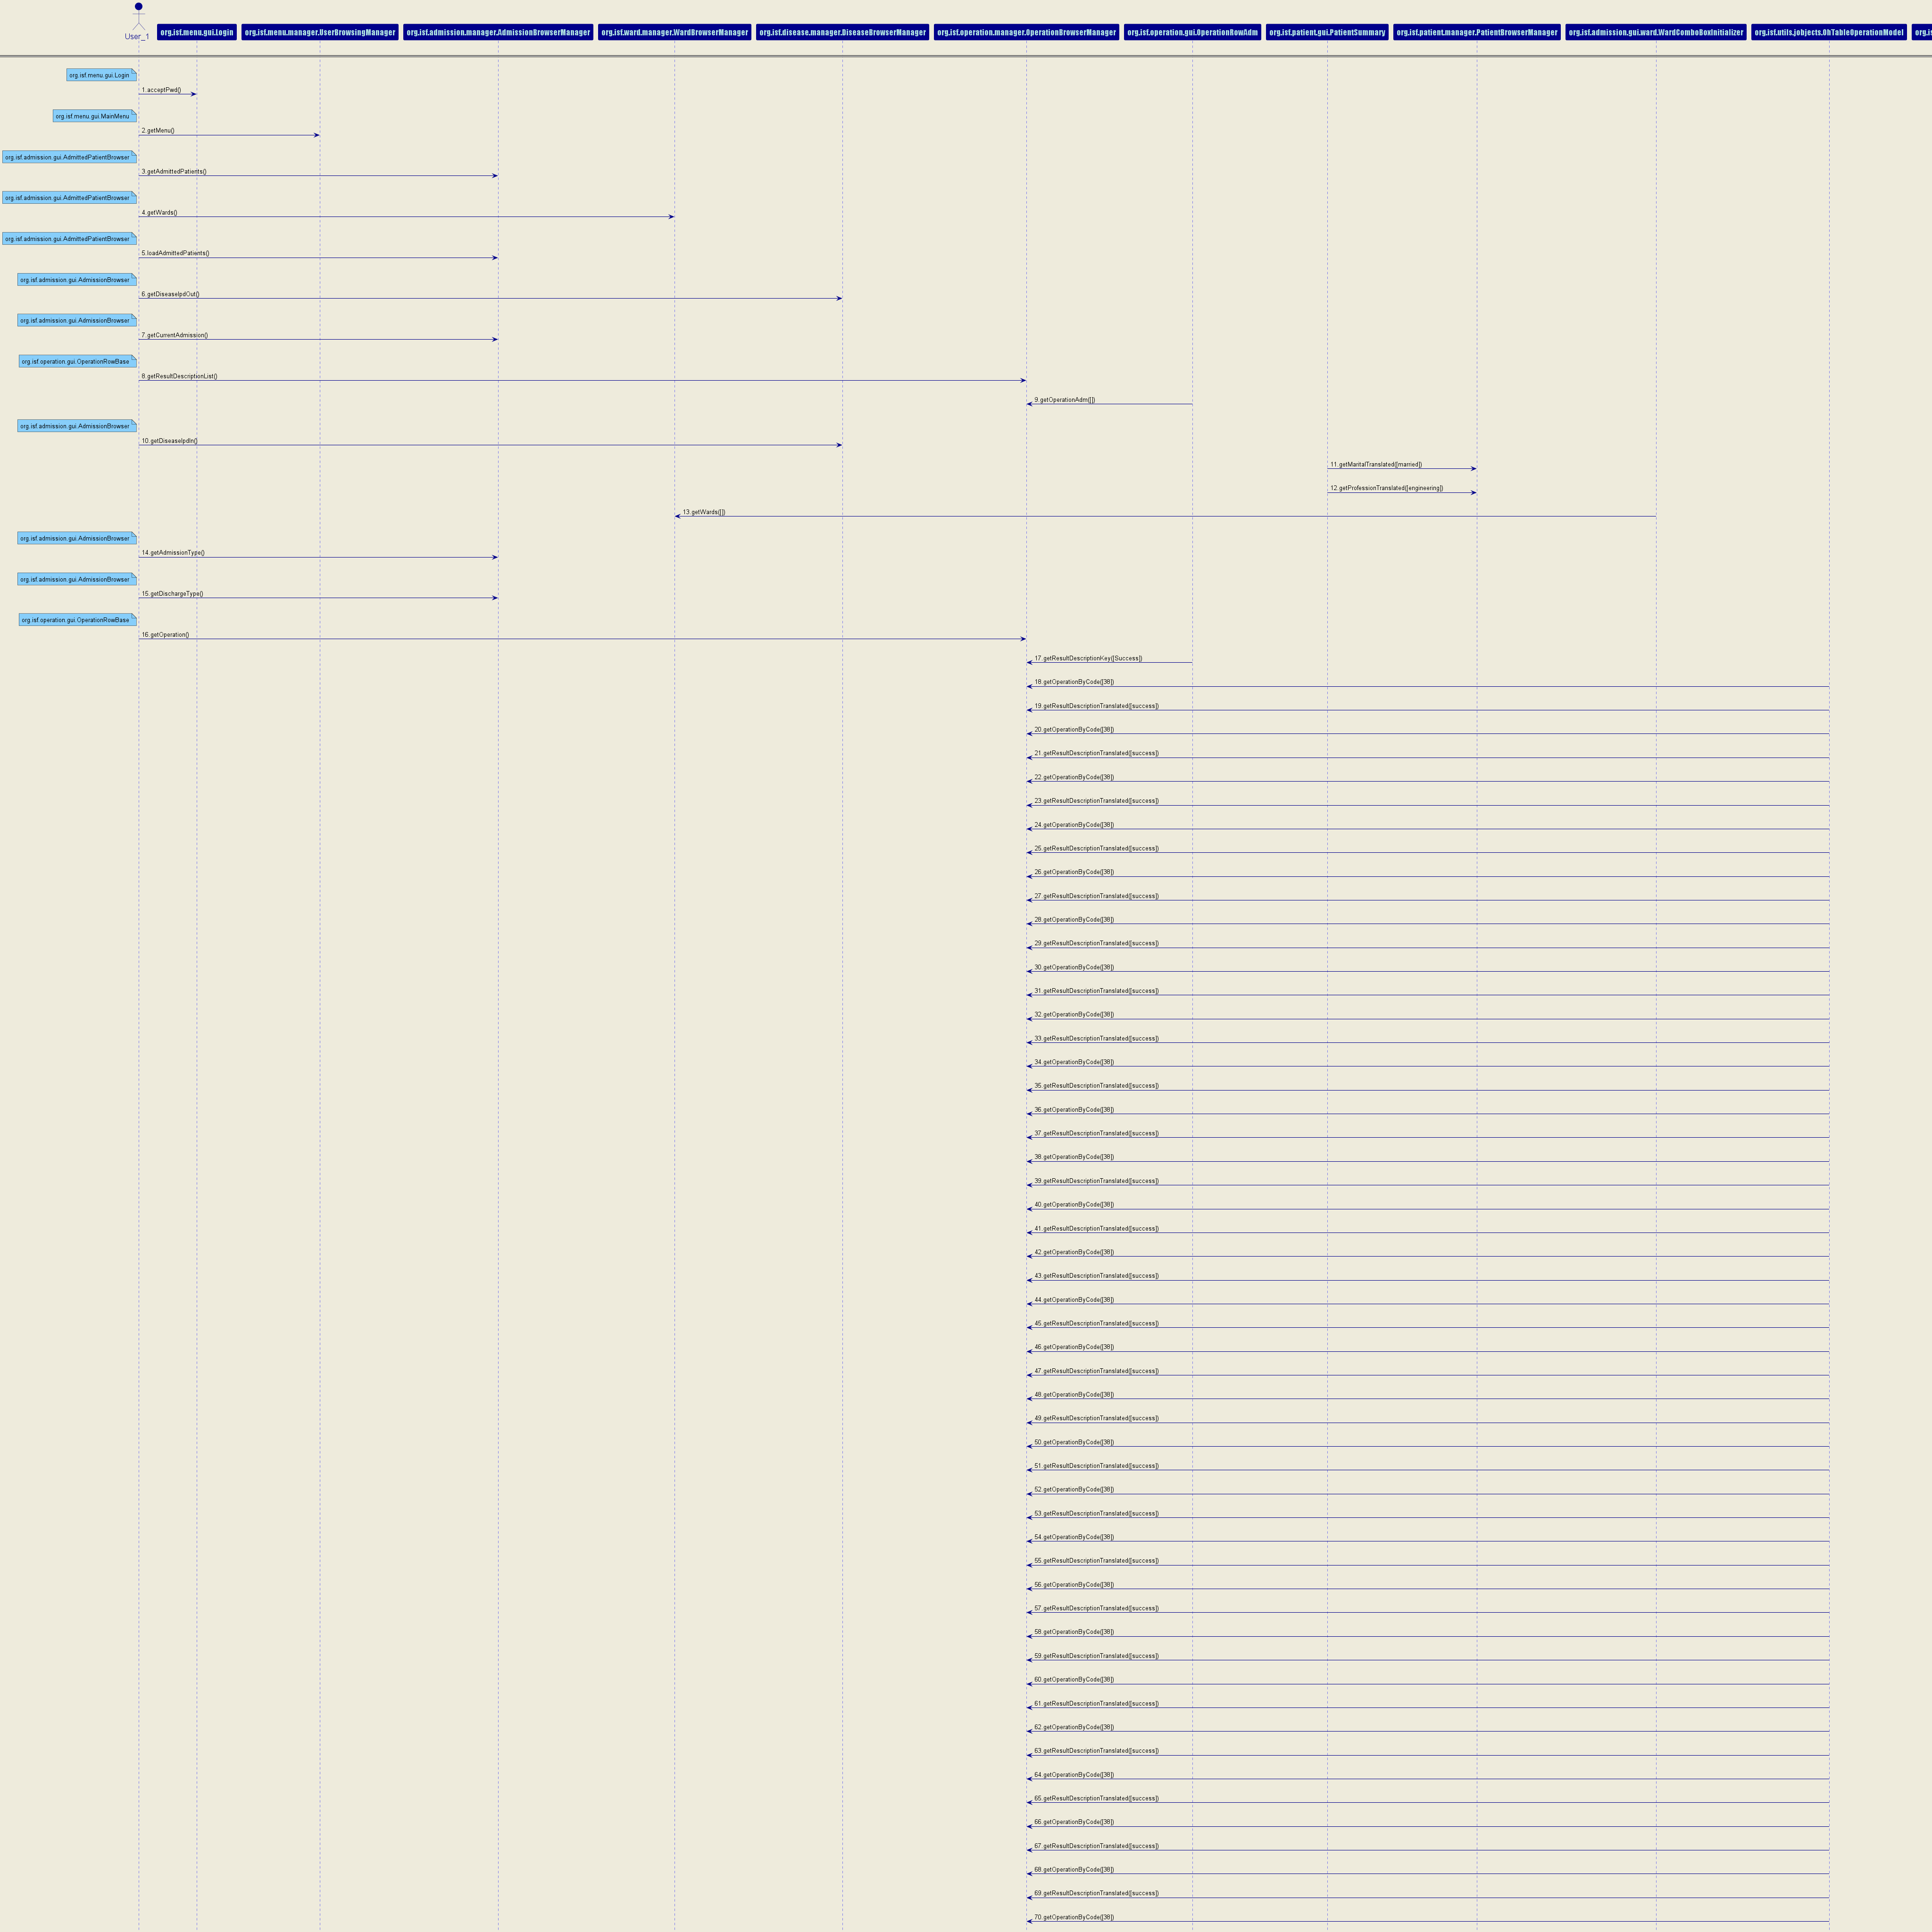 User_1
org.isf.menu.gui.Login
org.isf.menu.manager.UserBrowsingManager
org.isf.admission.manager.AdmissionBrowserManager
org.isf.ward.manager.WardBrowserManager
org.isf.disease.manager.DiseaseBrowserManager
org.isf.operation.manager.OperationBrowserManager
org.isf.operation.gui.OperationRowAdm
org.isf.patient.gui.PatientSummary
org.isf.patient.manager.PatientBrowserManager
org.isf.admission.gui.ward.WardComboBoxInitializer
org.isf.utils.jobjects.ObTableOperationModel
org.isf.menu.gui.Login
1.acceptPwd()
org.isf.menu.gui.MainMenu
2.getMenu()
org.isf.admission.gui.AdmittedPatientBrowser
3.getAdmittedPatients()
org.isf.admission.gui.AdmittedPatientBrowser
4.getWards()
org.isf.admission.gui.AdmittedPatientBrowser
5.loadAdmittedPatients()
org.isf.admission.gui.AdmissionBrowser
6.getDiseaseIpdOut()
org.isf.admission.gui.AdmissionBrowser
7.getCurrentAdmission()
org.isf.operation.gui.OperationRowBase
8.getResultDescriptionList()
9.getOperationAdm([])
org.isf.admission.gui.AdmissionBrowser
10.getDiseaseIpdIn()
11.getMaritalTranslated([married])
12.getProfessionTranslated([engineering])
13.getWards([])
org.isf.admission.gui.AdmissionBrowser
14.getAdmissionType()
org.isf.admission.gui.AdmissionBrowser
15.getDischargeType()
org.isf.operation.gui.OperationRowBase
16.getOperation()
17.getResultDescriptionKey([Success])
18.getOperationByCode([38])
19.getResultDescriptionTranslated([success])
20.getOperationByCode([38])
21.getResultDescriptionTranslated([success])
22.getOperationByCode([38])
23.getResultDescriptionTranslated([success])
24.getOperationByCode([38])
25.getResultDescriptionTranslated([success])
26.getOperationByCode([38])
27.getResultDescriptionTranslated([success])
28.getOperationByCode([38])
29.getResultDescriptionTranslated([success])
30.getOperationByCode([38])
31.getResultDescriptionTranslated([success])
32.getOperationByCode([38])
33.getResultDescriptionTranslated([success])
34.getOperationByCode([38])
35.getResultDescriptionTranslated([success])
36.getOperationByCode([38])
37.getResultDescriptionTranslated([success])
38.getOperationByCode([38])
39.getResultDescriptionTranslated([success])
40.getOperationByCode([38])
41.getResultDescriptionTranslated([success])
42.getOperationByCode([38])
43.getResultDescriptionTranslated([success])
44.getOperationByCode([38])
45.getResultDescriptionTranslated([success])
46.getOperationByCode([38])
47.getResultDescriptionTranslated([success])
48.getOperationByCode([38])
49.getResultDescriptionTranslated([success])
50.getOperationByCode([38])
51.getResultDescriptionTranslated([success])
52.getOperationByCode([38])
53.getResultDescriptionTranslated([success])
54.getOperationByCode([38])
55.getResultDescriptionTranslated([success])
56.getOperationByCode([38])
57.getResultDescriptionTranslated([success])
58.getOperationByCode([38])
59.getResultDescriptionTranslated([success])
60.getOperationByCode([38])
61.getResultDescriptionTranslated([success])
62.getOperationByCode([38])
63.getResultDescriptionTranslated([success])
64.getOperationByCode([38])
65.getResultDescriptionTranslated([success])
66.getOperationByCode([38])
67.getResultDescriptionTranslated([success])
68.getOperationByCode([38])
69.getResultDescriptionTranslated([success])
70.getOperationByCode([38])